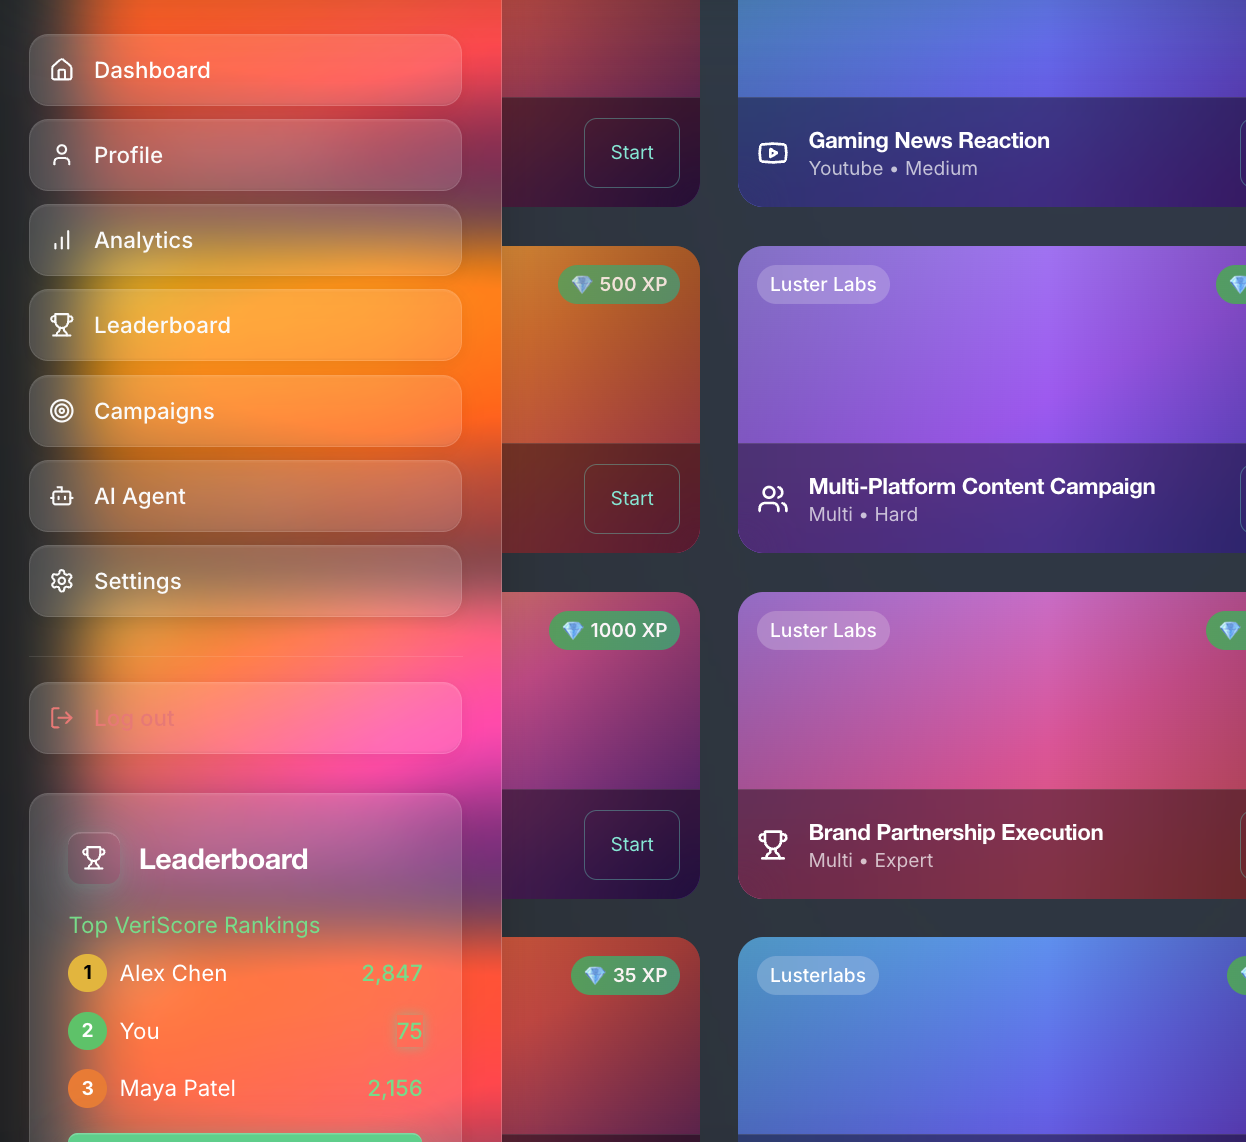 Dashboard
Profile
Analytics
Leaderboard
Campaigns
AI Agent
Settings
Log out
Leaderboard
Top VeriScore Rankings
1 Alex Chen 2,847
2 You 75
3 Maya Patel 2,156
Start
Gaming News Reaction
Youtube • Medium
500 XP
Start
Luster Labs
Multi-Platform Content Campaign
Multi • Hard
1000 XP
Start
Luster Labs
Brand Partnership Execution
Multi • Expert
35 XP
Lusterlabs